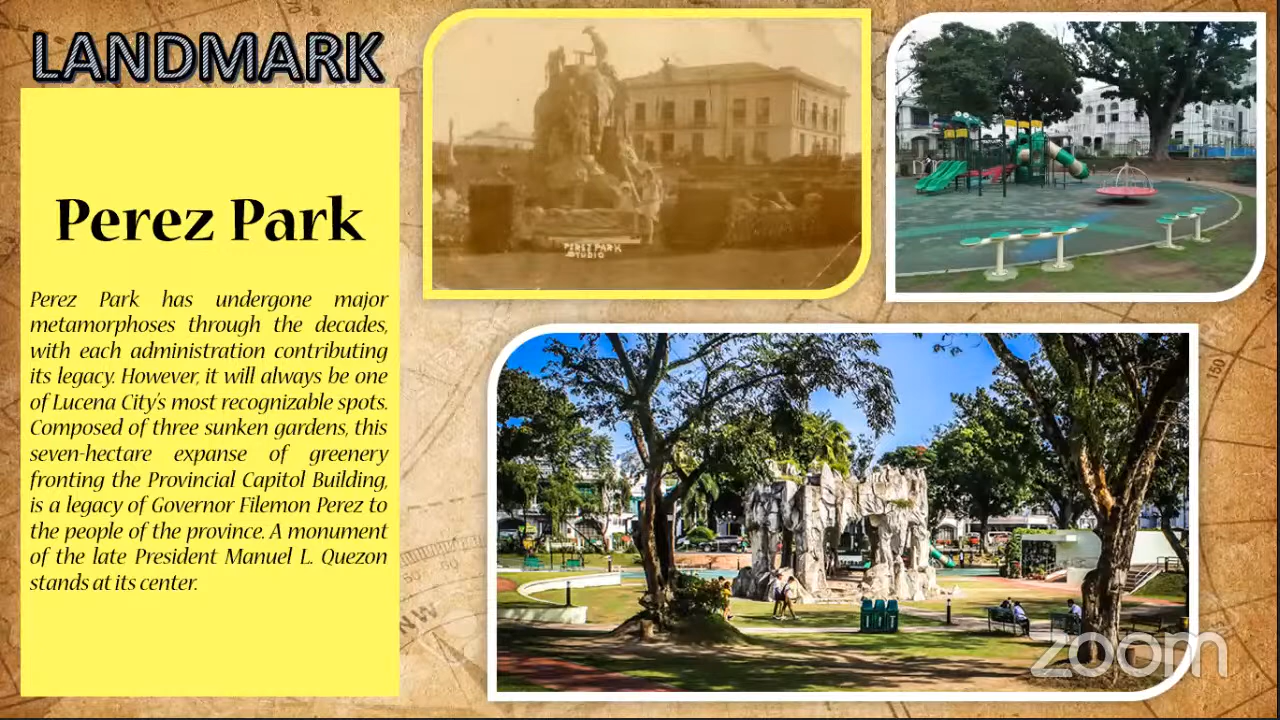 LANDMARK
Perez Park
Perez Park has undergone major
metamorphoses through the decades,
with each administration contributing
its legacy. However, it will always be one
of Lucena City's most recognizable spots.
Composed of three sunken gardens, this
seven-hectare expanse of greenery
fronting the Provincial Capitol Building,
is a legacy of Governor Filemon Perez to
the people of the province. A monument
of the late President Manuel L. Quezon
stands at its center.
PEREZ PARK
STUDIO
150
NW
zoom